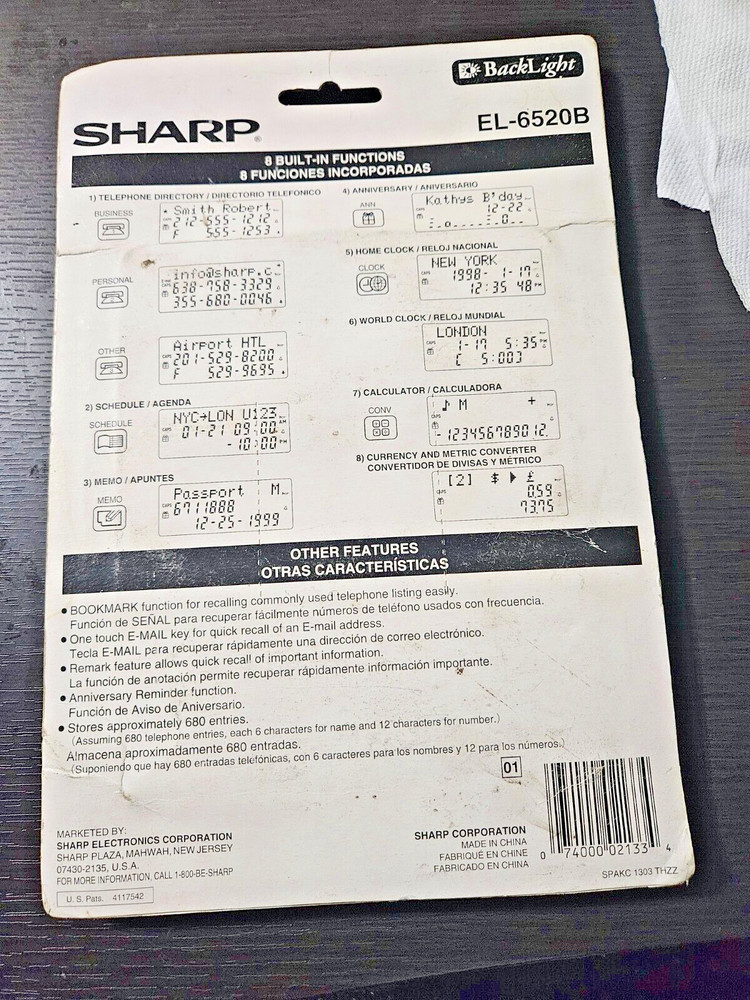 BackLight
SHARP®
EL-6520B
8 BUILT-IN FUNCTIONS
8 FUNCIONES INCORPORADAS
1) TELEPHONE DIRECTORY / DIRECTORIO TELEFONICO
BUSINESS
Smith Robert
212-555-1212
F 555-1253
PERSONAL
info@sharp.c
638-758-3329
355-680-0046
OTHER
Airport HTL
201-529-8200
F 529-9695
2) SCHEDULE / AGENDA
SCHEDULE
NYC→LON U123
01-21 09:00 AM
-10:00 PM
3) MEMO / APUNTES
MEMO
Passport M
6711888
12-25-1999
4) ANNIVERSARY / ANIVERSARIO
ANN
Kathys B'day
12-22
5) HOME CLOCK / RELOJ NACIONAL
CLOCK
NEW YORK
1998- 1-17
12:35 48 PM
6) WORLD CLOCK / RELOJ MUNDIAL
LONDON
1-17 5:35 PM
[ 5:00]
7) CALCULATOR / CALCULADORA
CONV
♪ M +
-123456789012.
8) CURRENCY AND METRIC CONVERTER
CONVERTIDOR DE DIVISAS Y MÉTRICO
[2] $ ▶ £
0.59
73.75
OTHER FEATURES
OTRAS CARACTERÍSTICAS
• BOOKMARK function for recalling commonly used telephone listing easily.
Función de SEÑAL para recuperar fácilmente números de teléfono usados con frecuencia.
• One touch E-MAIL key for quick recall of an E-mail address.
Tecla E-MAIL para recuperar rápidamente una dirección de correo electrónico.
• Remark feature allows quick recall of important information.
La función de anotación permite recuperar rápidamente información importante.
• Anniversary Reminder function.
Función de Aviso de Aniversario.
• Stores approximately 680 entries.
(Assuming 680 telephone entries, each 6 characters for name and 12 characters for number.)
Almacena aproximadamente 680 entradas.
(Suponiendo que hay 680 entradas telefónicas, con 6 caracteres para los nombres y 12 para los números.)
01
MARKETED BY:
SHARP ELECTRONICS CORPORATION
SHARP PLAZA, MAHWAH, NEW JERSEY
07430-2135, U.S.A.
FOR MORE INFORMATION, CALL 1-800-BE-SHARP
U. S. Pats. 4117542
SHARP CORPORATION
MADE IN CHINA
FABRIQUÉ EN CHINE
FABRICADO EN CHINA
0 74000 02133 4
SPAKC 1303 THZZ